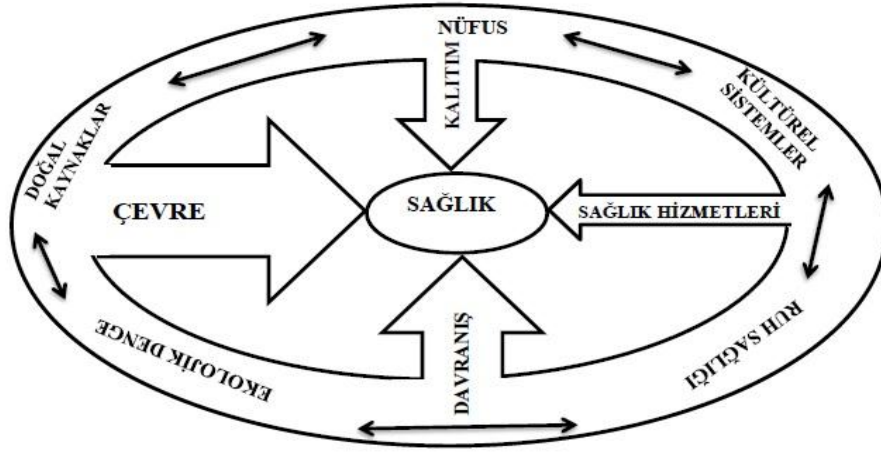 NÜFUS
KALITIM
KÜLTÜREL
SİSTEMLER
DOĞAL
KAYNAKLAR
ÇEVRE
SAĞLIK
SAĞLIK HİZMETLERİ
EKOLOJİK DENGE
DAVRANIŞ
RUH SAĞLIĞI